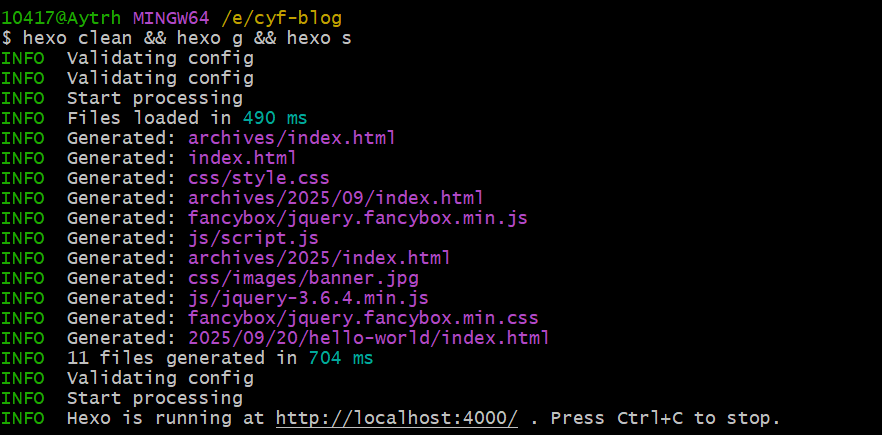 10417@Aytrh MINGW64 /e/cyf-blog
$ hexo clean && hexo g && hexo s
INFO  Validating config
INFO  Validating config
INFO  Start processing
INFO  Files loaded in 490 ms
INFO  Generated: archives/index.html
INFO  Generated: index.html
INFO  Generated: css/style.css
INFO  Generated: archives/2025/09/index.html
INFO  Generated: fancybox/jquery.fancybox.min.js
INFO  Generated: js/script.js
INFO  Generated: archives/2025/index.html
INFO  Generated: css/images/banner.jpg
INFO  Generated: js/jquery-3.6.4.min.js
INFO  Generated: fancybox/jquery.fancybox.min.css
INFO  Generated: 2025/09/20/hello-world/index.html
INFO  11 files generated in 704 ms
INFO  Validating config
INFO  Start processing
INFO  Hexo is running at http://localhost:4000/ . Press Ctrl+C to stop.